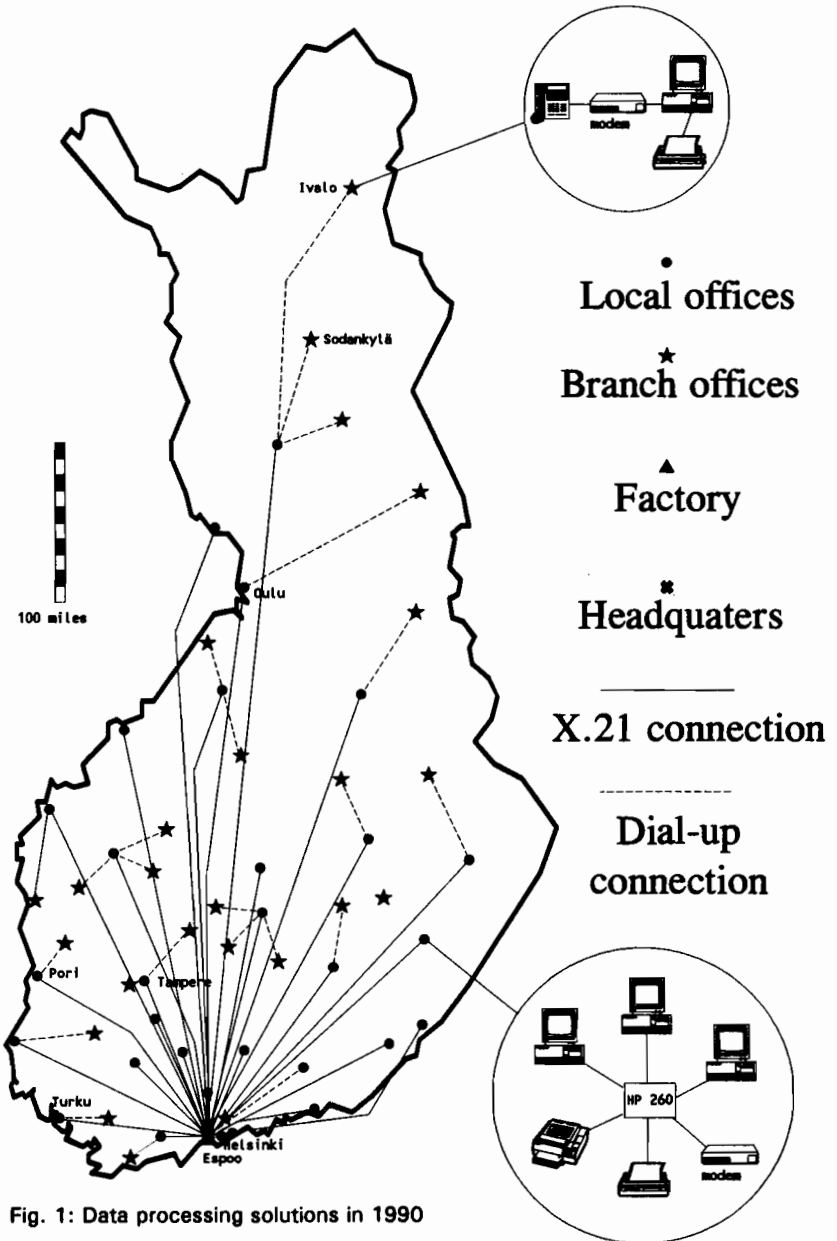 modem
Ivalo
Local offices
Sodankylä
Branch offices
Factory
100 miles
Oulu
Headquaters
X.21 connection
Dial-up
connection
Pori
Tampere
Turku
HP 260
Helsinki
Espoo
modem
Fig. 1: Data processing solutions in 1990